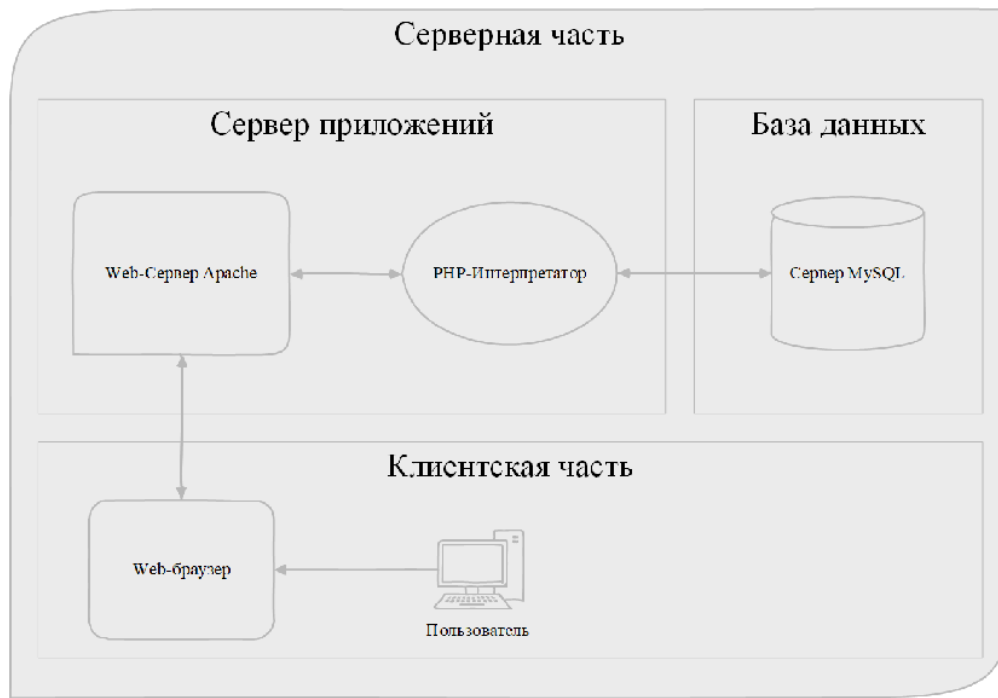 Серверная часть
Сервер приложений
База данных
Web-Сервер Apache
PHP-Интерпретатор
Сервер MySQL
Клиентская часть
Web-браузер
Пользователь